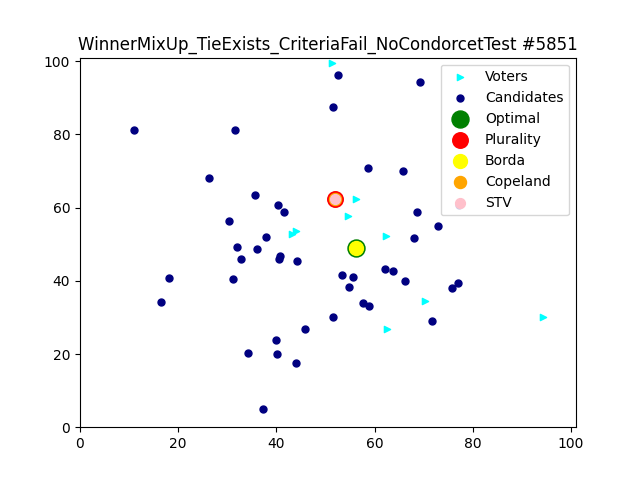 WinnerMixUp_TieExists_CriteriaFail_NoCondorcetTest #5851
100
80
60
40
20
0
0 20 40 60 80 100
Voters
Candidates
Optimal
Plurality
Borda
Copeland
STV